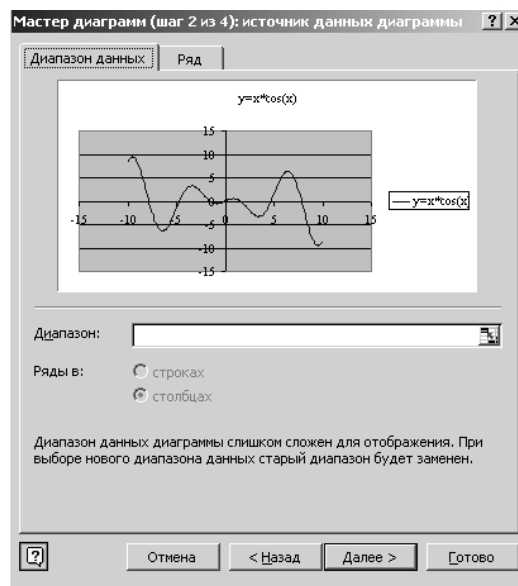 Мастер диаграмм (шаг 2 из 4): источник данных диаграммы
Диапазон данных
Ряд
y=x*cos(x)
15
10
5
0
-5
-10
-15
-15
-10
-5
0
5
10
15
y=x*cos(x
Диапазон:
Ряды в:
строках
столбцах
Диапазон данных диаграммы слишком сложен для отображения. При
выборе нового диапазона данных старый диапазон будет заменен.
Отмена
< Назад
Далее >
Готово